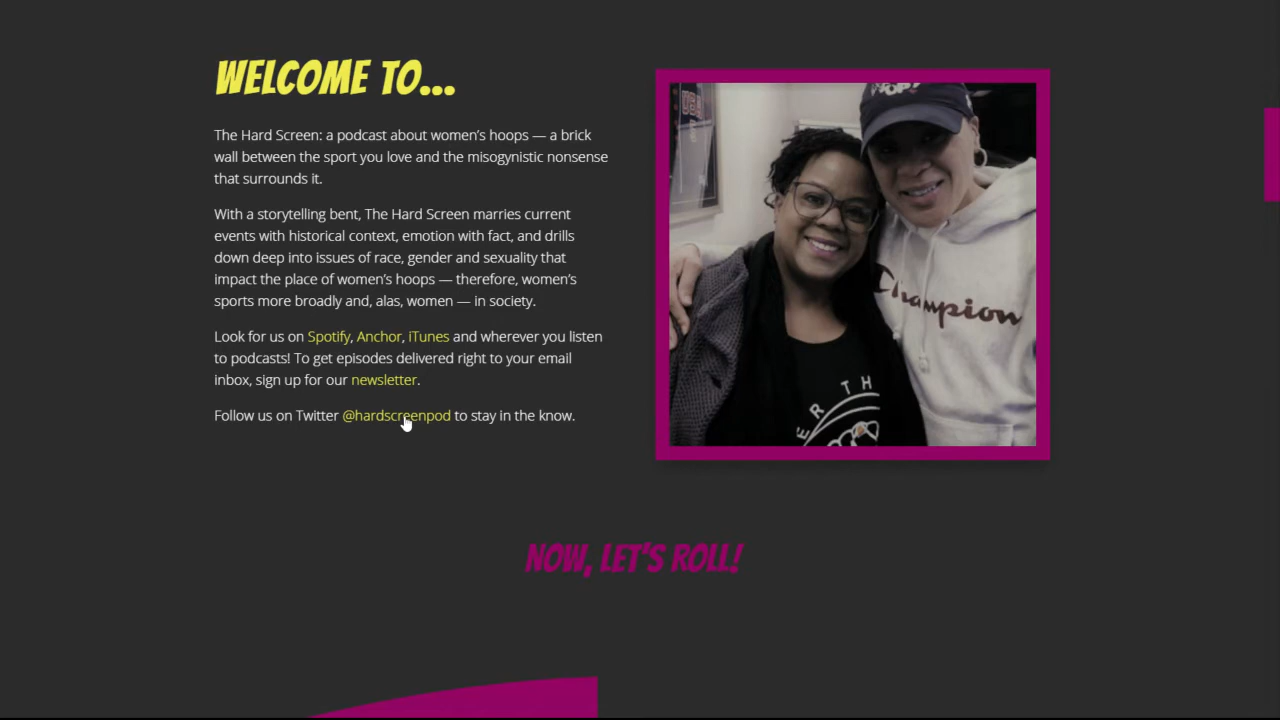 WELCOME TO...
The Hard Screen: a podcast about women's hoops — a brick
wall between the sport you love and the misogynistic nonsense
that surrounds it.
With a storytelling bent, The Hard Screen marries current
events with historical context, emotion with fact, and drills
down deep into issues of race, gender and sexuality that
impact the place of women's hoops — therefore, women's
sports more broadly and, alas, women — in society.
Look for us on Spotify, Anchor, iTunes and wherever you listen
to podcasts! To get episodes delivered right to your email
inbox, sign up for our newsletter.
Follow us on Twitter @hardscreenpod to stay in the know.
USA
Champion
ER TH
NOW, LET'S ROLL!